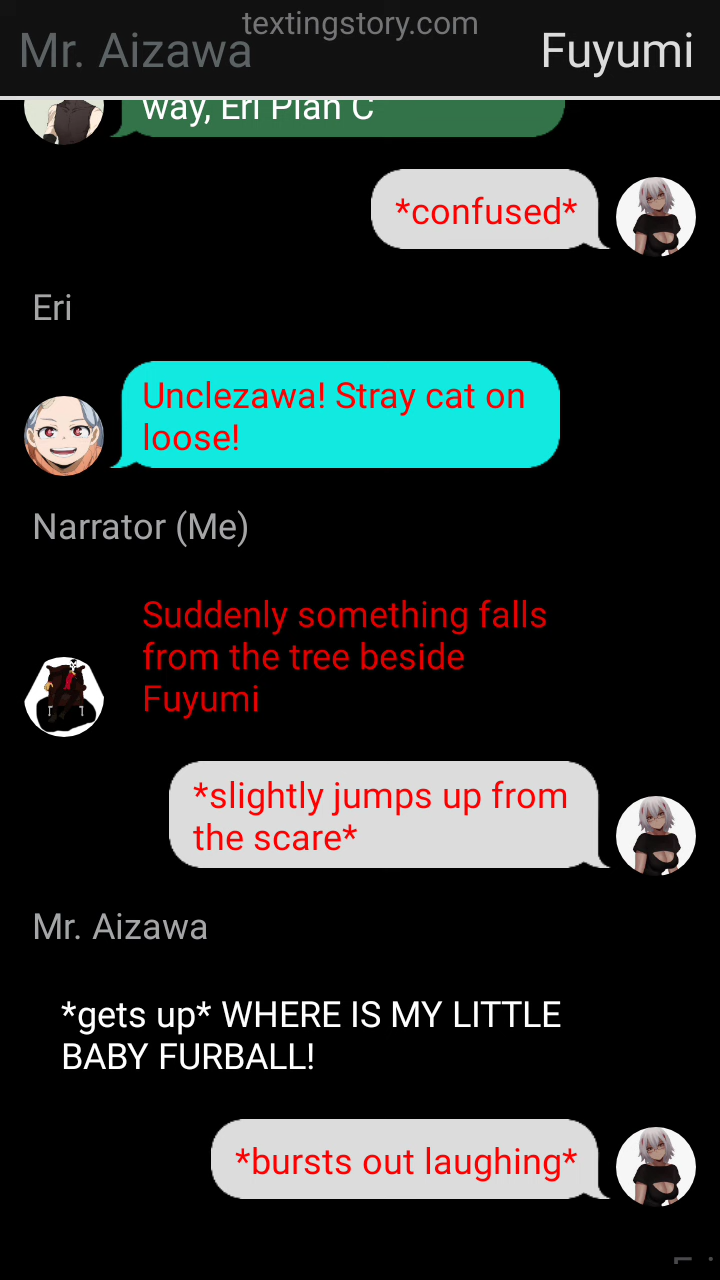 textingstory.com
Mr. Aizawa
Fuyumi
way, Eri Plan C
*confused*
Eri
Unclezawa! Stray cat on
loose!
Narrator (Me)
Suddenly something falls
from the tree beside
Fuyumi
*slightly jumps up from
the scare*
Mr. Aizawa
*gets up* WHERE IS MY LITTLE
BABY FURBALL!
*bursts out laughing*